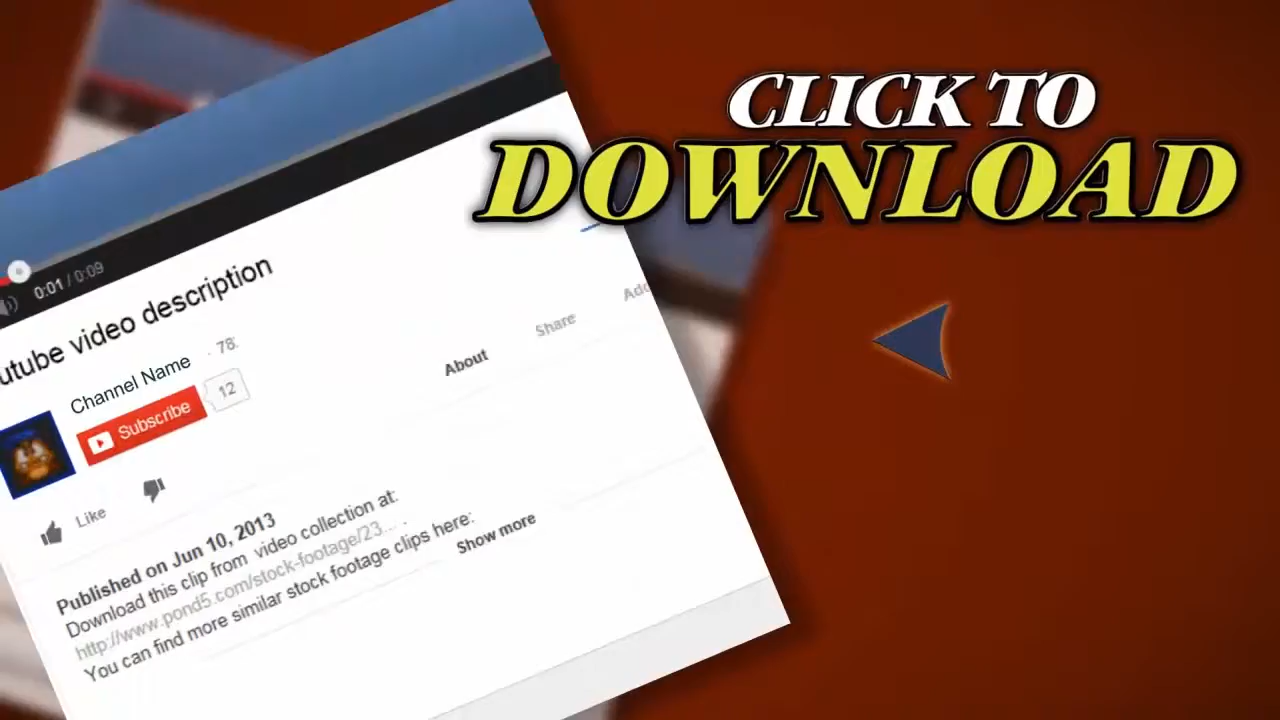 CLICK TO
DOWNLOAD
0:01 / 0:09
utube video description
Channel Name · 78
Subscribe 12
About Share Add
Like
Published on Jun 10, 2013
Download this clip from video collection at:
http://www.pond5.com/stock-footage/23... .
You can find more similar stock footage clips here:
Show more